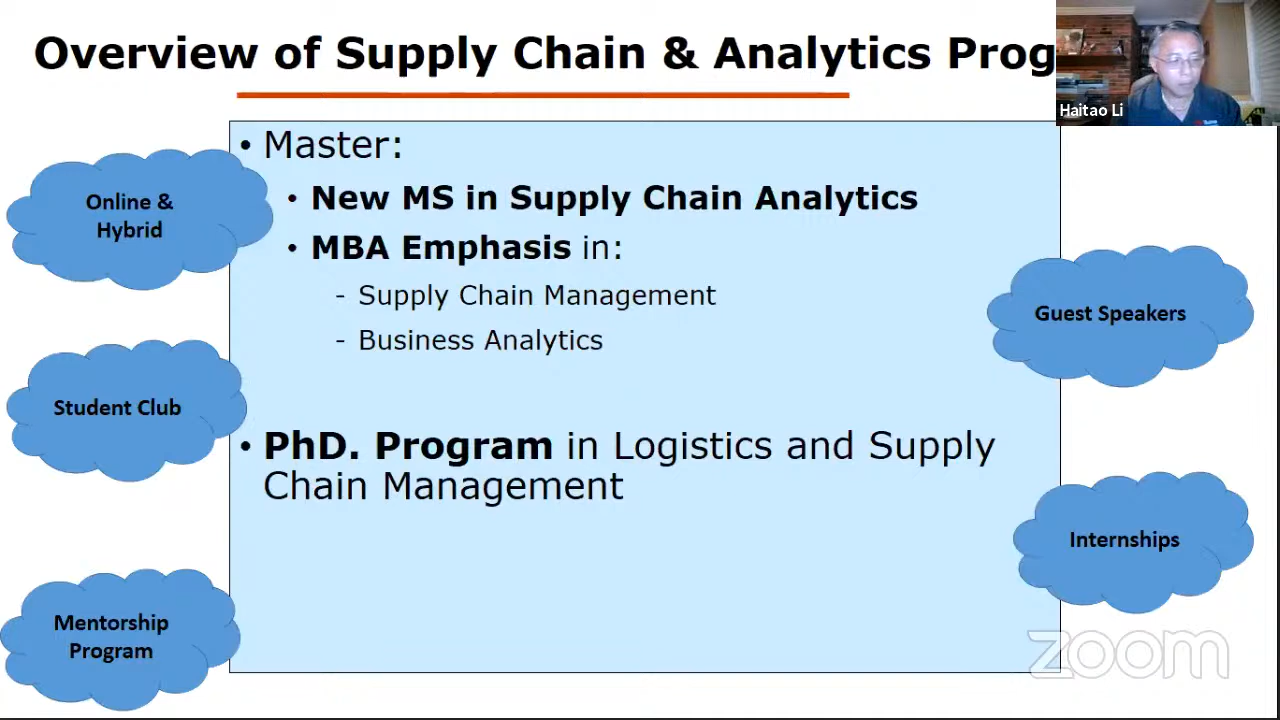 Overview of Supply Chain & Analytics Prog
Haitao Li
• Master:
• New MS in Supply Chain Analytics
• MBA Emphasis in:
- Supply Chain Management
- Business Analytics
• PhD. Program in Logistics and Supply
Chain Management
Online &
Hybrid
Student Club
Mentorship
Program
Guest Speakers
Internships
zoom